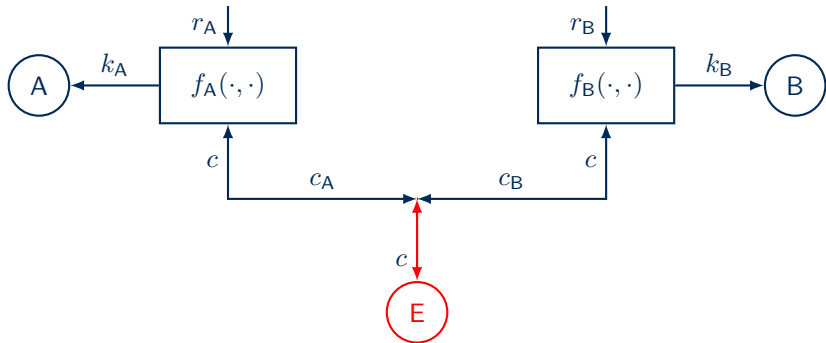 r_A r_B
k_A k_B
A f_A(·,·) f_B(·,·) B
c c
c_A c_B
c
E